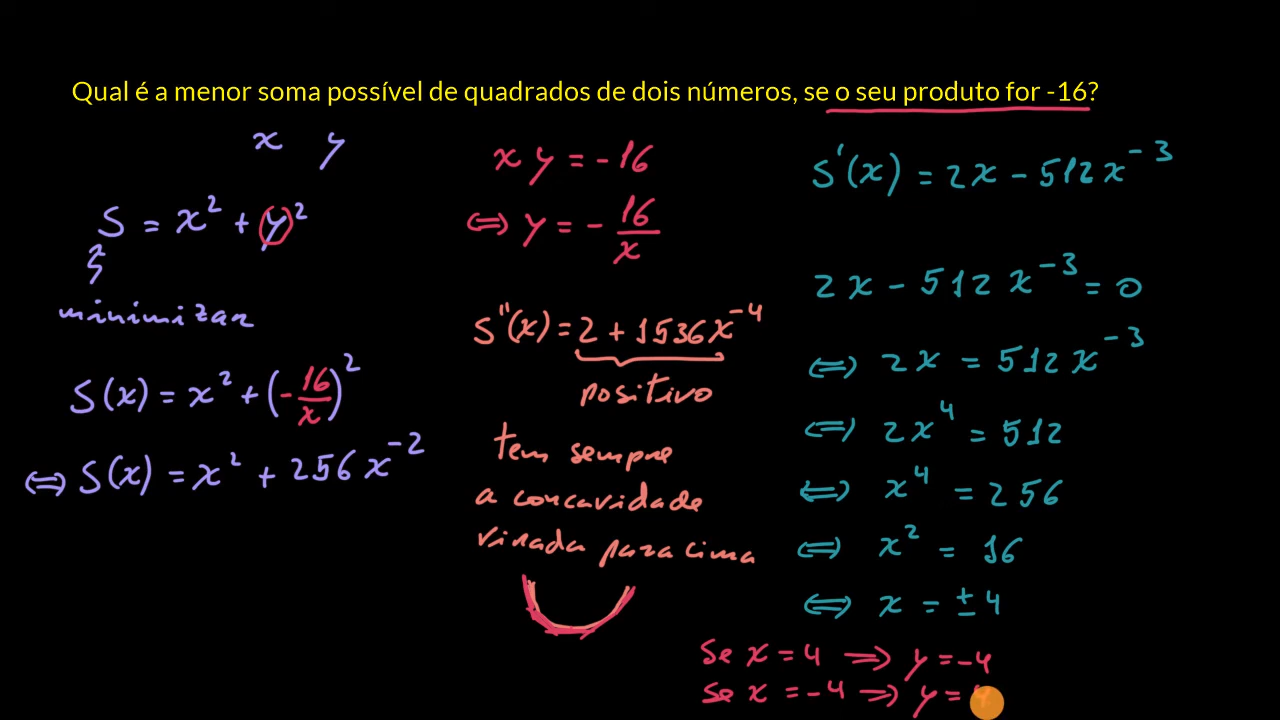 Qual é a menor soma possível de quadrados de dois números, se o seu produto for -16?
x y
S = x² + y²
minimizar
S(x) = x² + (-16/x)²
⇔ S(x) = x² + 256x⁻²
xy = -16
⇔ y = -16/x
S''(x) = 2 + 1536x⁻⁴
positivo
tem sempre
a concavidade
virada para cima
S'(x) = 2x - 512x⁻³
2x - 512x⁻³ = 0
⇔ 2x = 512x⁻³
⇔ 2x⁴ = 512
⇔ x⁴ = 256
⇔ x² = 16
⇔ x = ±4
Se x = 4 ⇒ y = -4
Se x = -4 ⇒ y =